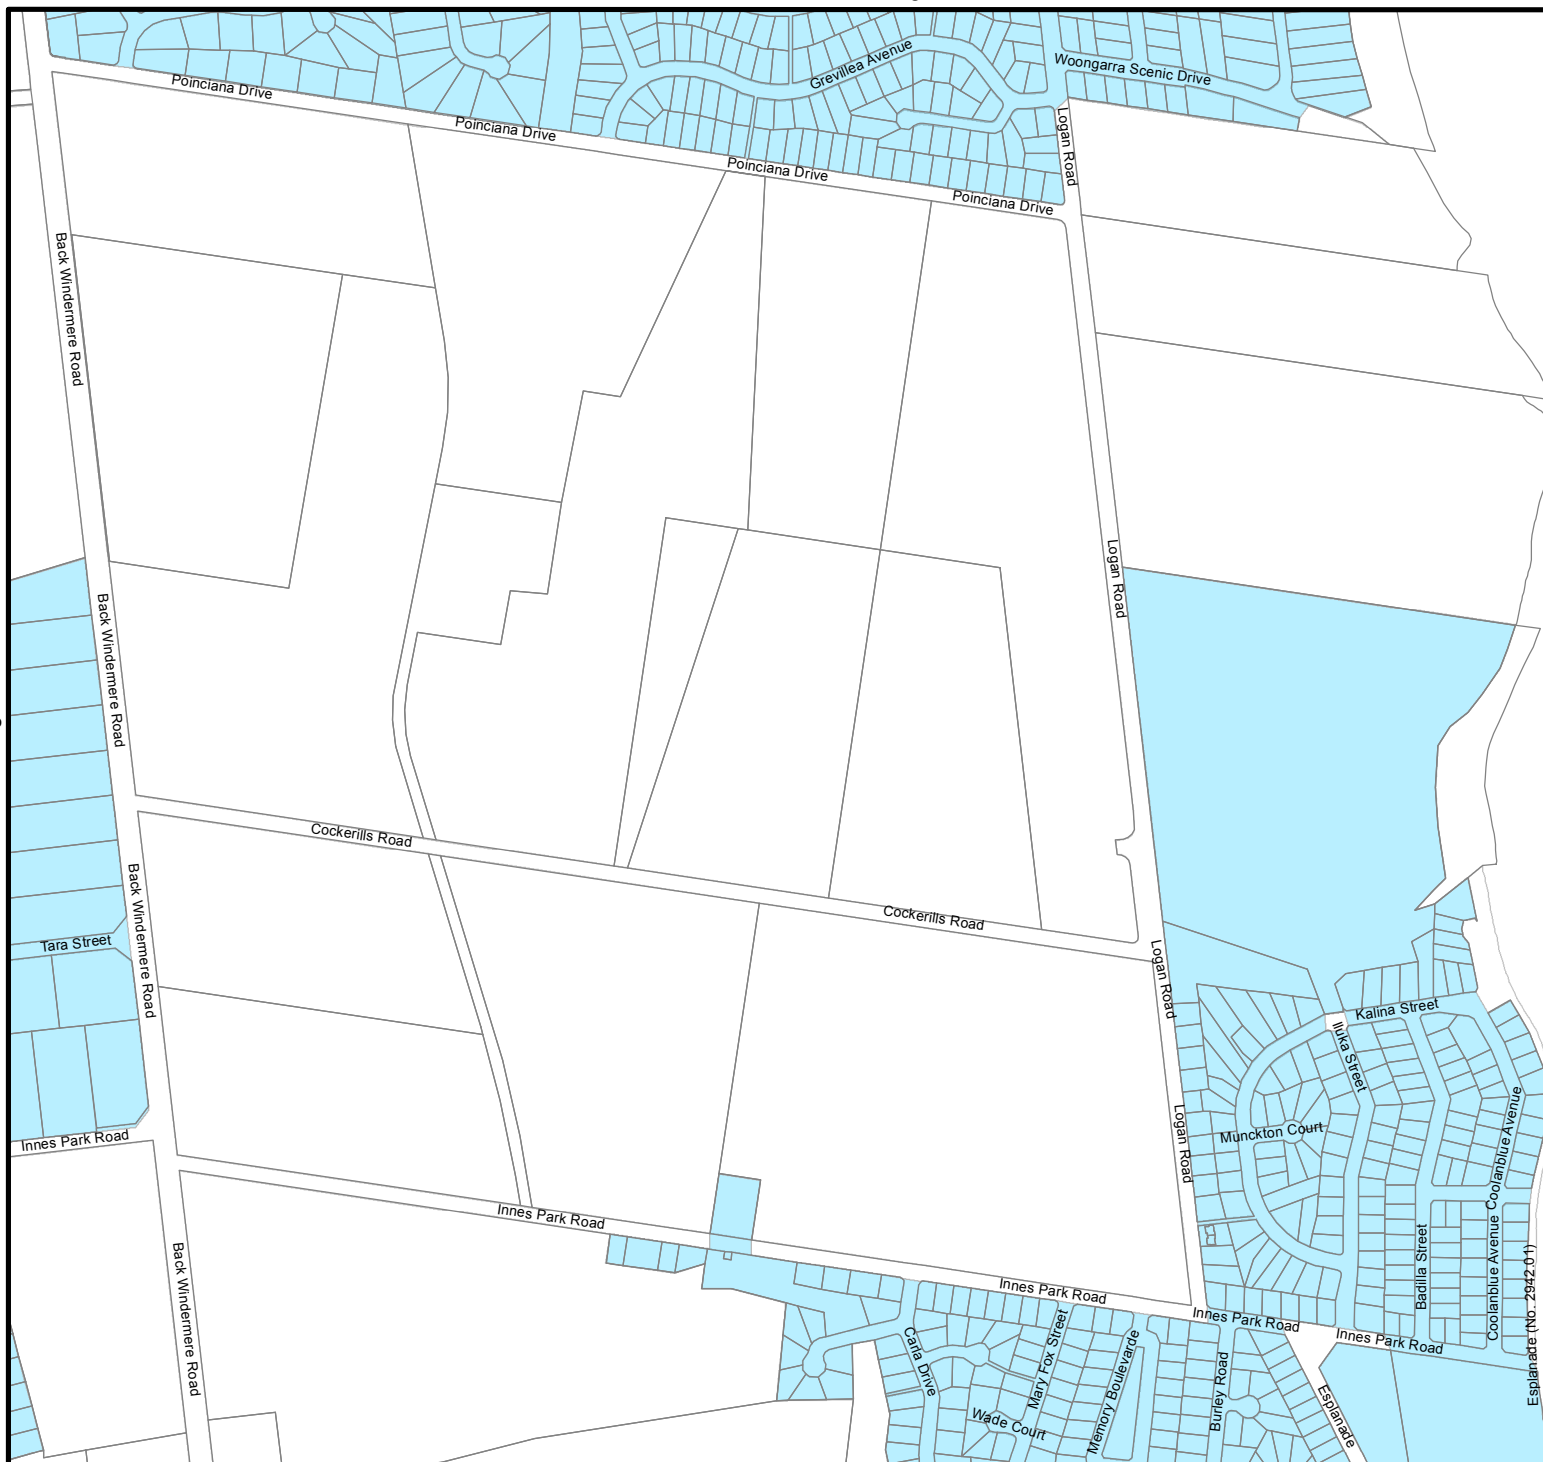 Grevillea Avenue
Woongarra Scenic Drive
Poinciana Drive
Poinciana Drive
Poinciana Drive
Poinciana Drive
Logan Road
Back Windermere Road
Logan Road
Back Windermere Road
Cockerills Road
Back Windermere Road
Cockerills Road
Tara Street
Logan Road
Kalina Street
Iluka Street
Munckton Court
Logan Road
Coolanblue Avenue
Innes Park Road
Innes Park Road
Back Windermere Road
Innes Park Road
Badilla Street
Coolanblue Avenue
Esplanade (No. 2942.01)
Innes Park Road
Innes Park Road
Carla Drive
Mary Fox Street
Memory Boulevarde
Burley Road
Wade Court
Esplanade